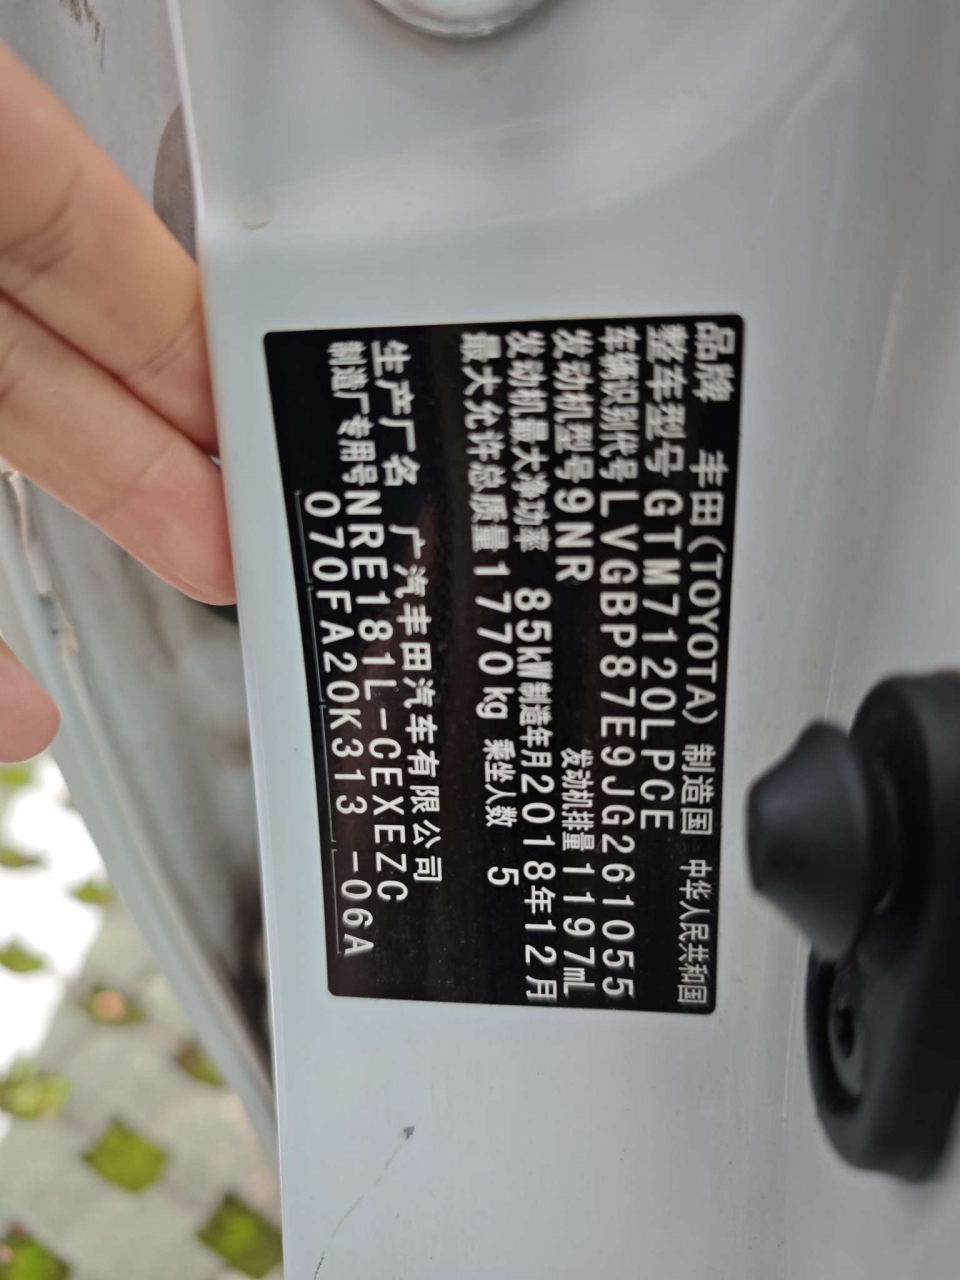 品牌 丰田(TOYOTA) 制造国 中华人民共和国
整车型号 GTM7120LPCE
车辆识别代号 LVGBP87E9JG261055
发动机型号 9NR 发动机排量 1197mL
发动机最大净功率 85kW 制造年月 2018年12月
最大允许总质量 1770kg 乘坐人数 5
生产厂名 广汽丰田汽车有限公司
制造厂专用号 NRE181L-CEXEZC
070FA20K313 -06A